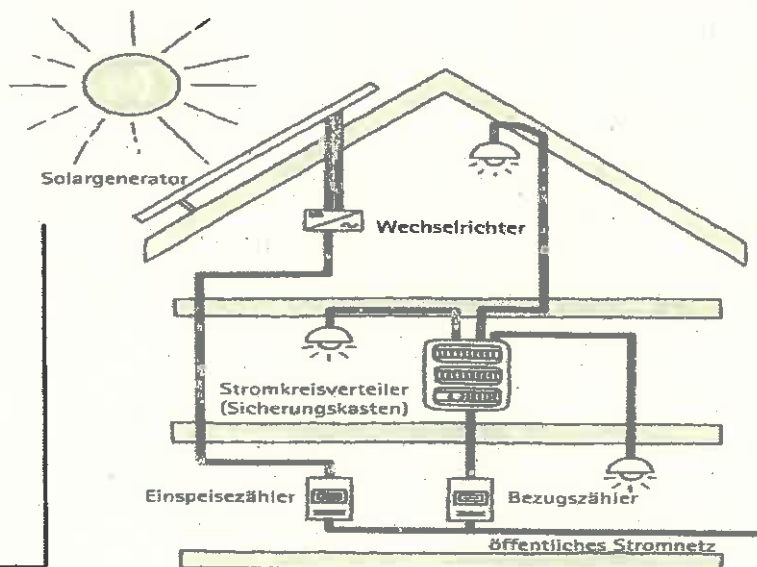 Solargenerator
Wechselrichter
Stromkreisverteiler
(Sicherungskasten)
Einspeisezähler
Bezugszähler
öffentliches Stromnetz